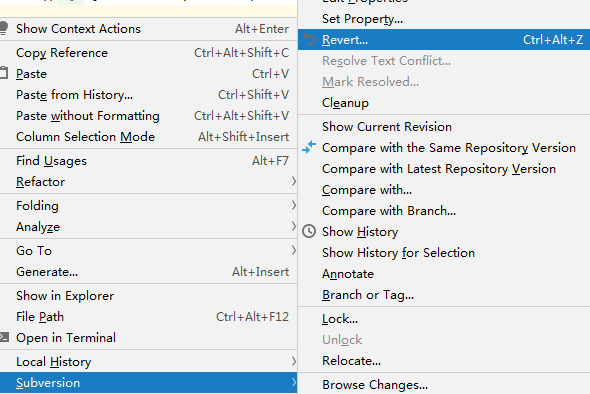 Show Context Actions Alt+Enter
Copy Reference Ctrl+Alt+Shift+C
Paste Ctrl+V
Paste from History... Ctrl+Shift+V
Paste without Formatting Ctrl+Alt+Shift+V
Column Selection Mode Alt+Shift+Insert
Find Usages Alt+F7
Refactor
Folding
Analyze
Go To
Generate... Alt+Insert
Show in Explorer
File Path Ctrl+Alt+F12
Open in Terminal
Local History
Subversion
Edit Properties
Set Property...
Revert... Ctrl+Alt+Z
Resolve Text Conflict...
Mark Resolved...
Cleanup
Show Current Revision
Compare with the Same Repository Version
Compare with Latest Repository Version
Compare with...
Compare with Branch...
Show History
Show History for Selection
Annotate
Branch or Tag...
Lock...
Unlock
Relocate...
Browse Changes...